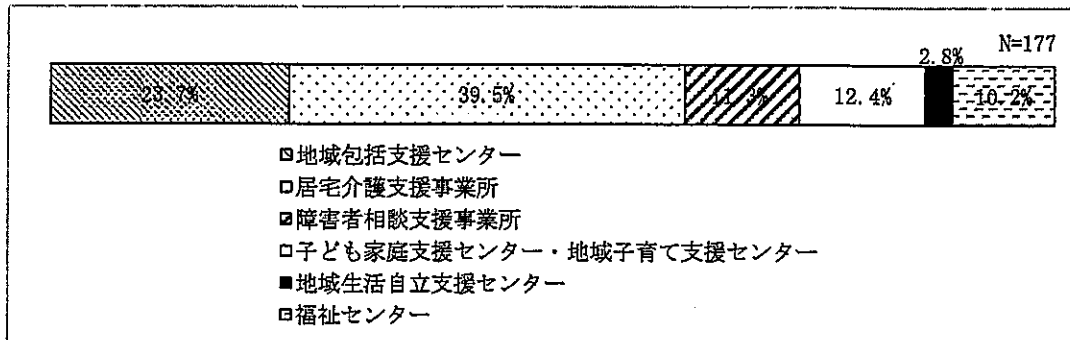 N=177
2.8%
23.7% 39.5% 11.3% 12.4% 10.2%
地域包括支援センター
居宅介護支援事業所
障害者相談支援事業所
子ども家庭支援センター・地域子育て支援センター
地域生活自立支援センター
福祉センター